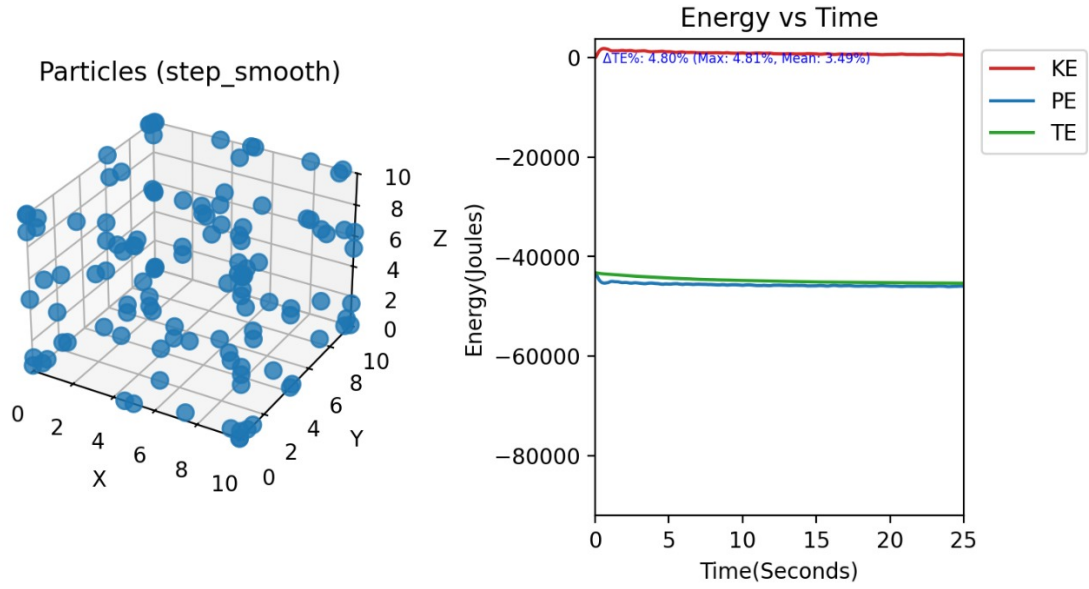 Particles (step_smooth)
10
8
6
4
2
0
Z
0
2
4
6
8
10
X
0
2
4
6
8
10
Y
Energy vs Time
ΔTE%: 4.80% (Max: 4.81%, Mean: 3.49%)
0
−20000
−40000
−60000
−80000
Energy(Joules)
0
5
10
15
20
25
Time(Seconds)
KE
PE
TE